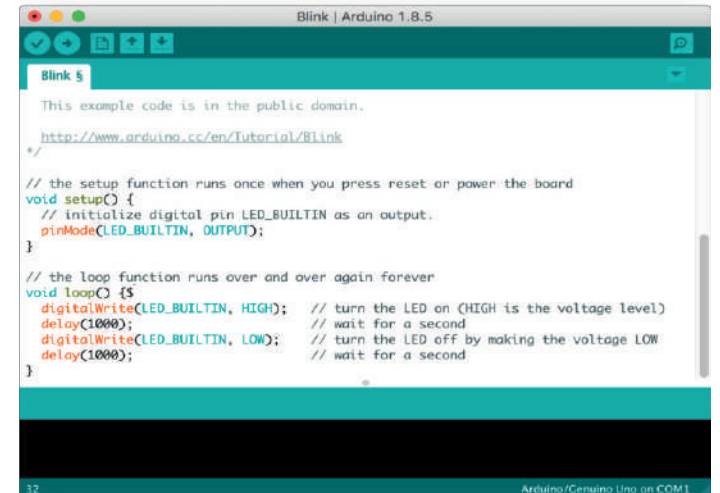 Blink | Arduino 1.8.5
Blink §
This example code is in the public domain.
http://www.arduino.cc/en/Tutorial/Blink
*/
// the setup function runs once when you press reset or power the board
void setup() {
// initialize digital pin LED_BUILTIN as an output.
pinMode(LED_BUILTIN, OUTPUT);
}
// the loop function runs over and over again forever
void loop() {$
digitalWrite(LED_BUILTIN, HIGH); // turn the LED on (HIGH is the voltage level)
delay(1000); // wait for a second
digitalWrite(LED_BUILTIN, LOW); // turn the LED off by making the voltage LOW
delay(1000); // wait for a second
}
32 Arduino/Genuino Uno on COM1